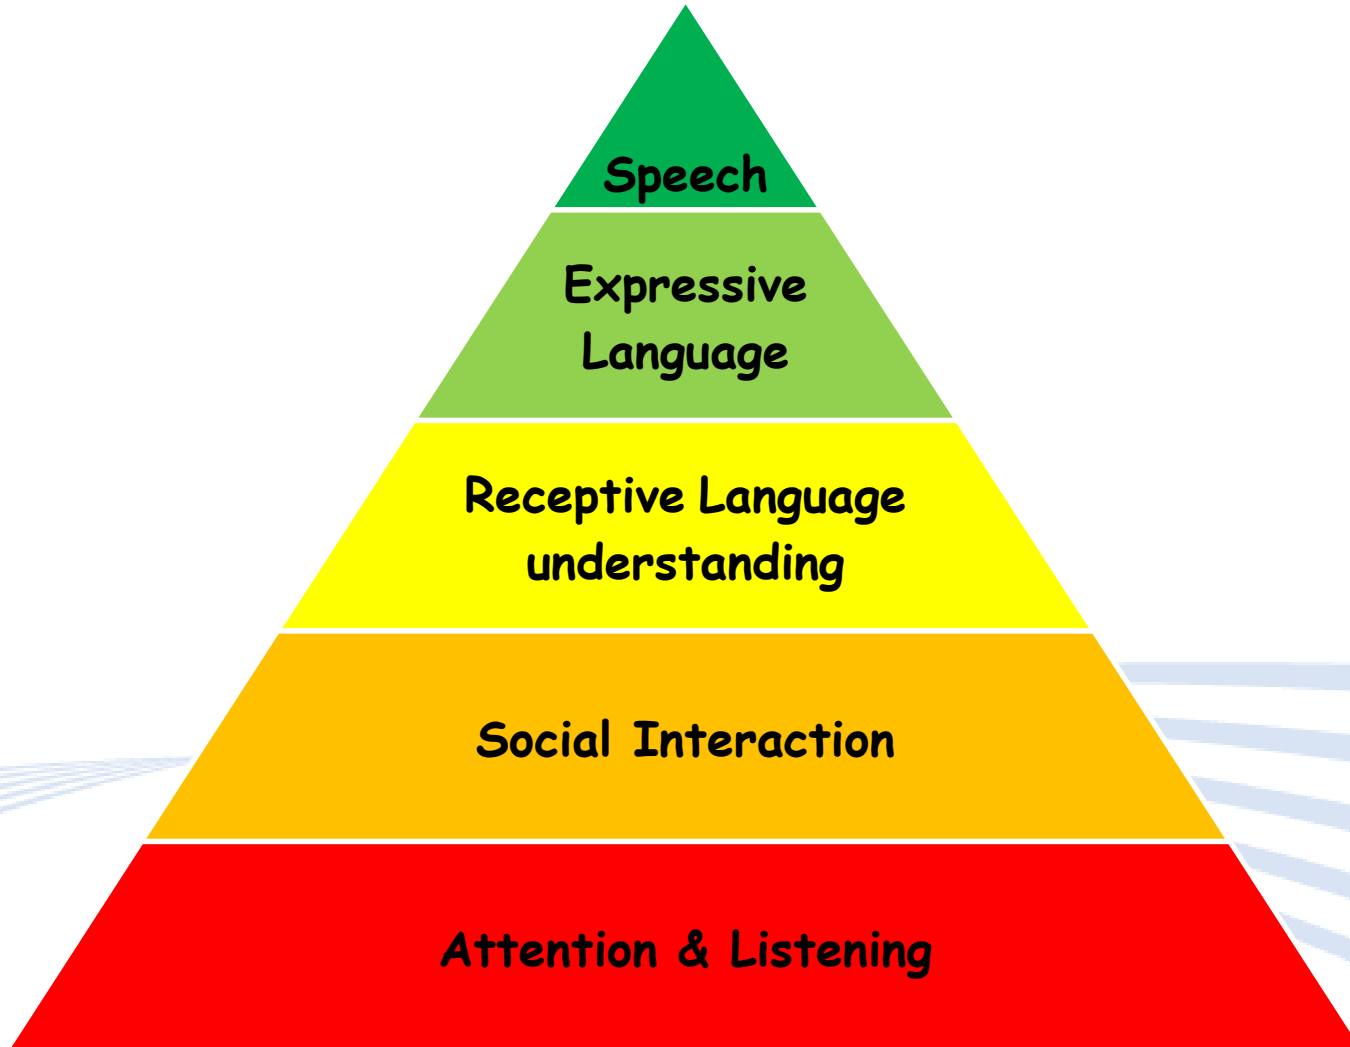 Speech
Expressive
Language
Receptive Language
understanding
Social Interaction
Attention & Listening